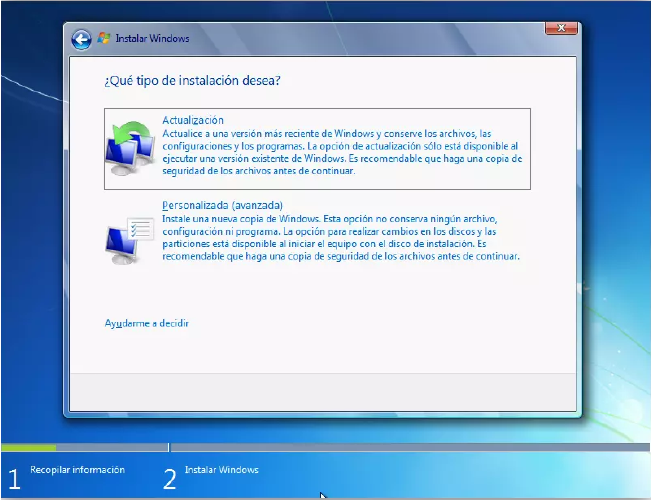 Instalar Windows
¿Qué tipo de instalación desea?
Actualización
Actualice a una versión más reciente de Windows y conserve los archivos, las
configuraciones y los programas. La opción de actualización sólo está disponible al
ejecutar una versión existente de Windows. Es recomendable que haga una copia de
seguridad de los archivos antes de continuar.
Personalizada (avanzada)
Instale una nueva copia de Windows. Esta opción no conserva ningún archivo,
configuración ni programa. La opción para realizar cambios en los discos y las
particiones está disponible al iniciar el equipo con el disco de instalación. Es
recomendable que haga una copia de seguridad de los archivos antes de continuar.
Ayudarme a decidir
1 Recopilar información
2 Instalar Windows